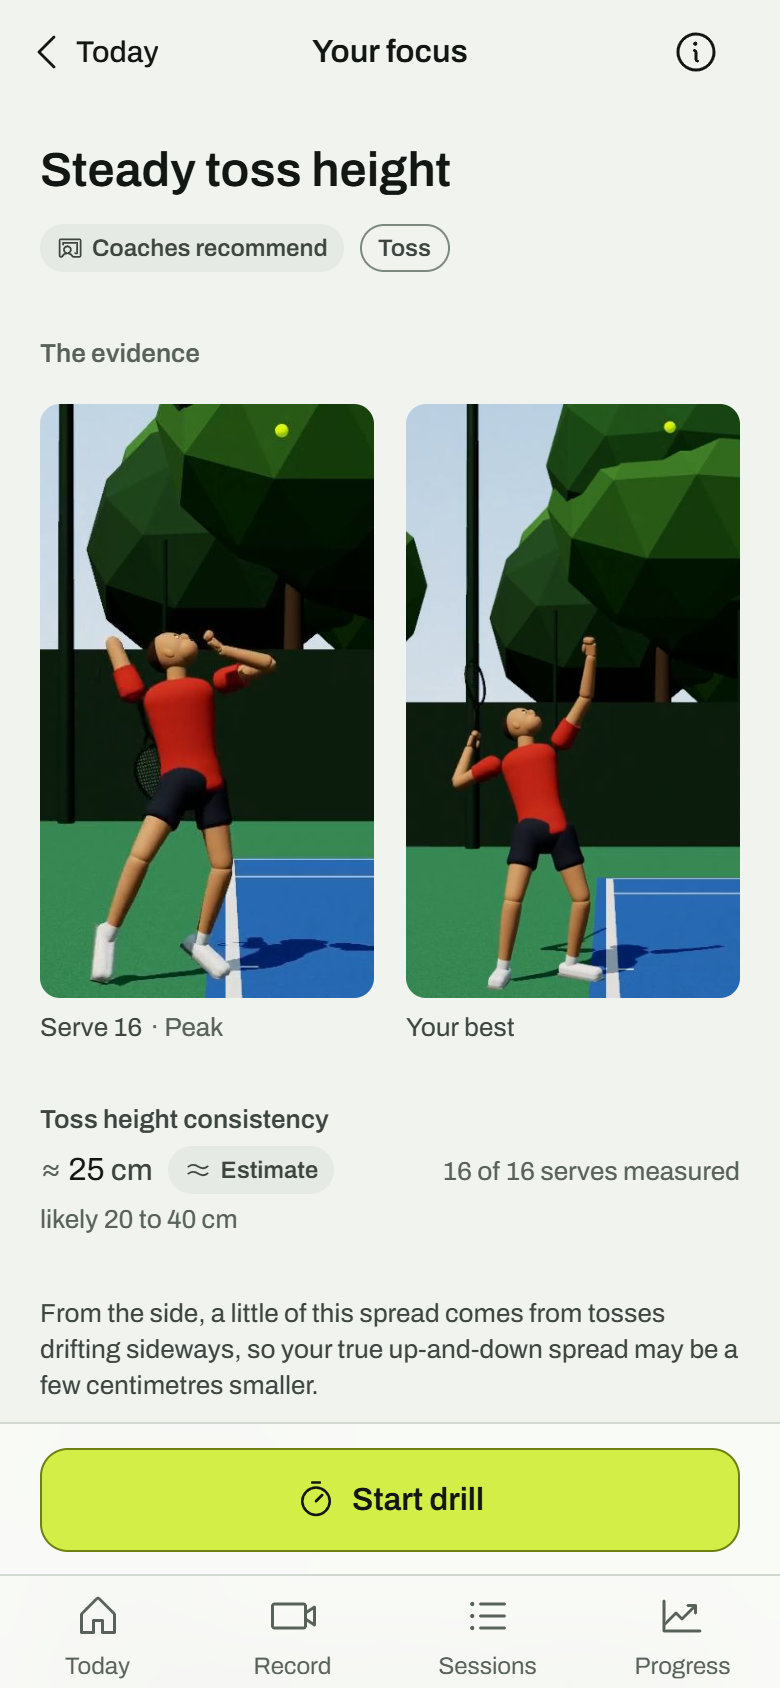 Today
Your focus
Steady toss height
Coaches recommend
Toss
The evidence
Serve 16 · Peak
Your best
Toss height consistency
≈ 25 cm
≈ Estimate
16 of 16 serves measured
likely 20 to 40 cm
From the side, a little of this spread comes from tosses
drifting sideways, so your true up-and-down spread may be a
few centimetres smaller.
Start drill
Today
Record
Sessions
Progress